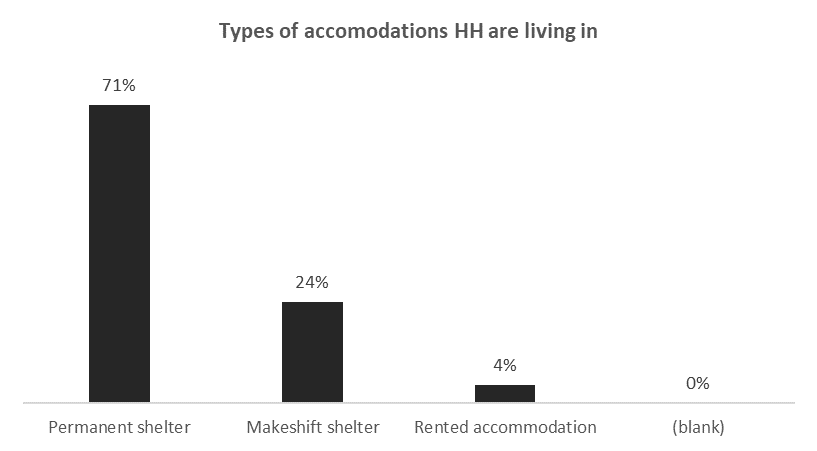 Types of accomodations HH are living in
71%
24%
4%
0%
Permanent shelter
Makeshift shelter
Rented accommodation
(blank)